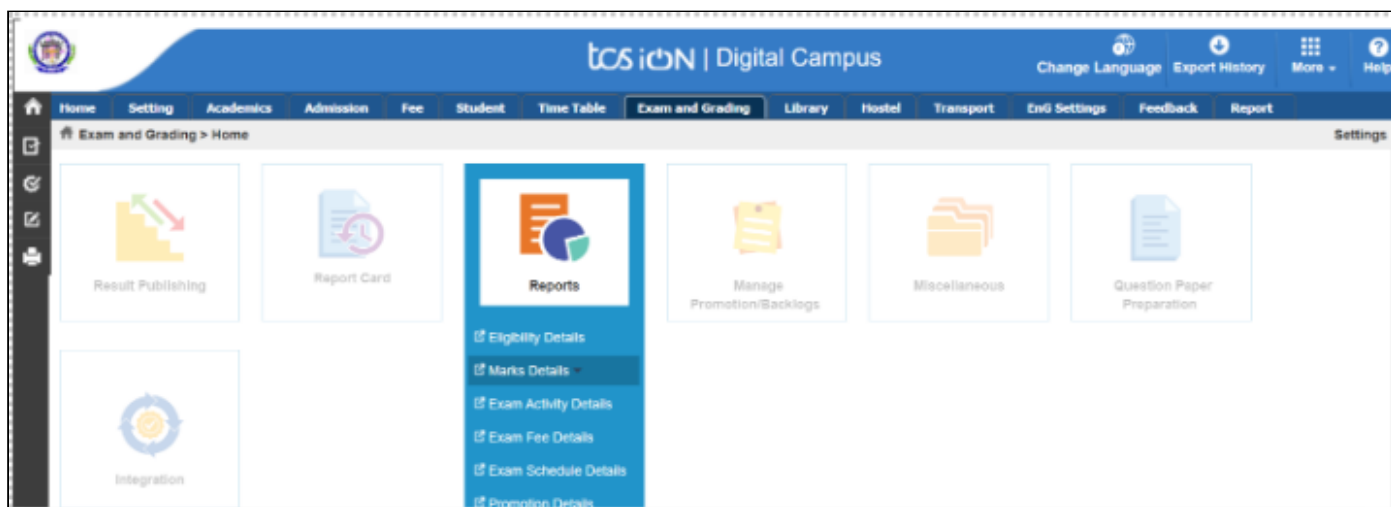 tcs iON | Digital Campus
Change Language Export History More Help
Home Setting Academics Admission Fee Student Time Table Exam and Grading Library Hostel Transport EnG Settings Feedback Report
Exam and Grading > Home Settings
Result Publishing
Report Card
Reports
Manage
Promotion/Backlogs
Miscellaneous
Question Paper
Preparation
Eligibility Details
Marks Details
Exam Activity Details
Exam Fee Details
Exam Schedule Details
Promotion Details
Integration